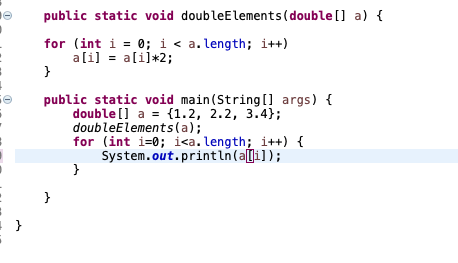 public static void doubleElements(double[] a) {
for (int i = 0; i < a.length; i++)
a[i] = a[i]*2;
}
public static void main(String[] args) {
double[] a = {1.2, 2.2, 3.4};
doubleElements(a);
for (int i=0; i<a.length; i++) {
System.out.println(a[i]);
}
}
}